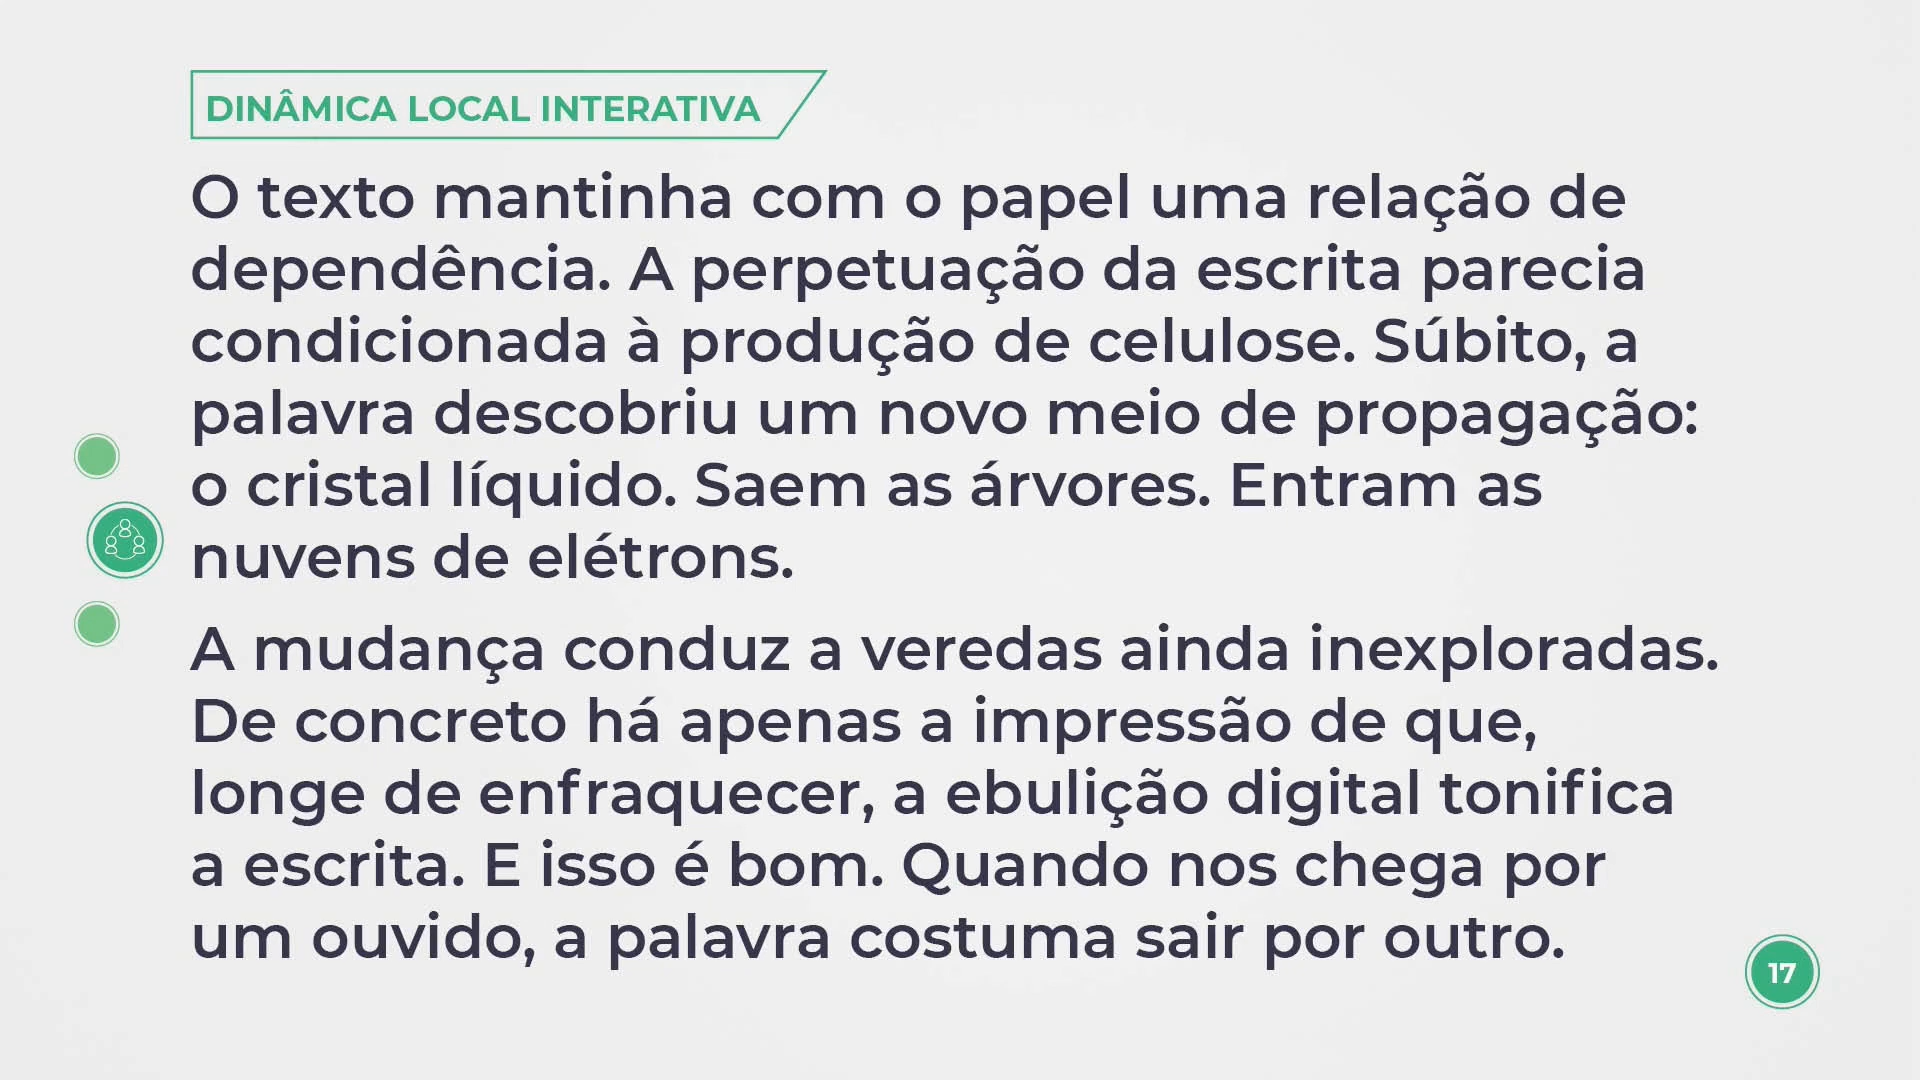 DINÂMICA LOCAL INTERATIVA
O texto mantinha com o papel uma relação de
dependência. A perpetuação da escrita parecia
condicionada à produção de celulose. Súbito, a
palavra descobriu um novo meio de propagação:
o cristal líquido. Saem as árvores. Entram as
nuvens de elétrons.
A mudança conduz a veredas ainda inexploradas.
De concreto há apenas a impressão de que,
longe de enfraquecer, a ebulição digital tonifica
a escrita. E isso é bom. Quando nos chega por
um ouvido, a palavra costuma sair por outro.
17